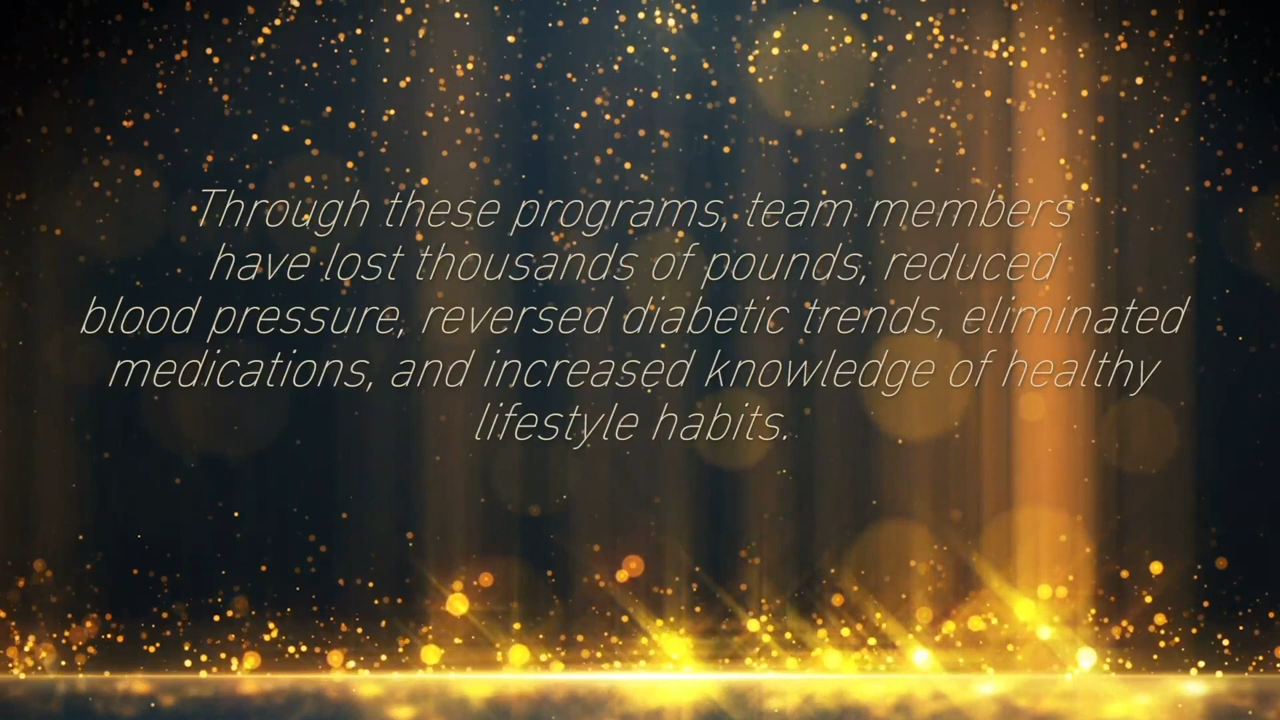 Through these programs, team members
have lost thousands of pounds, reduced
blood pressure, reversed diabetic trends, eliminated
medications, and increased knowledge of healthy
lifestyle habits.